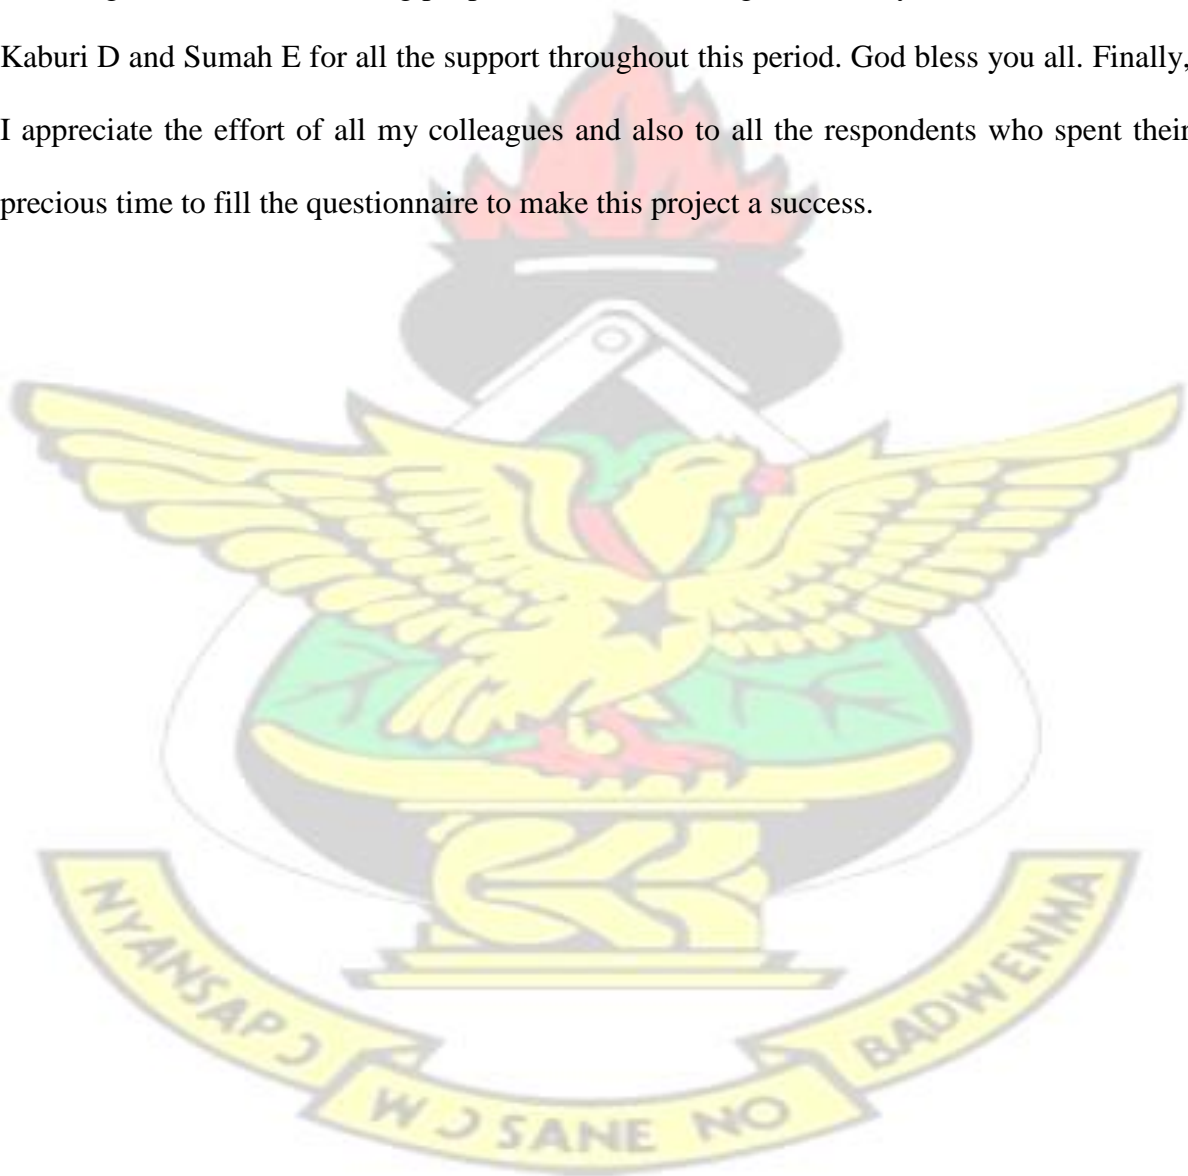 Kaburi D and Sumah E for all the support throughout this period. God bless you all. Finally,
I appreciate the effort of all my colleagues and also to all the respondents who spent their
precious time to fill the questionnaire to make this project a success.
NYANSAPƆ
WƆSANE NO
BADWENMA